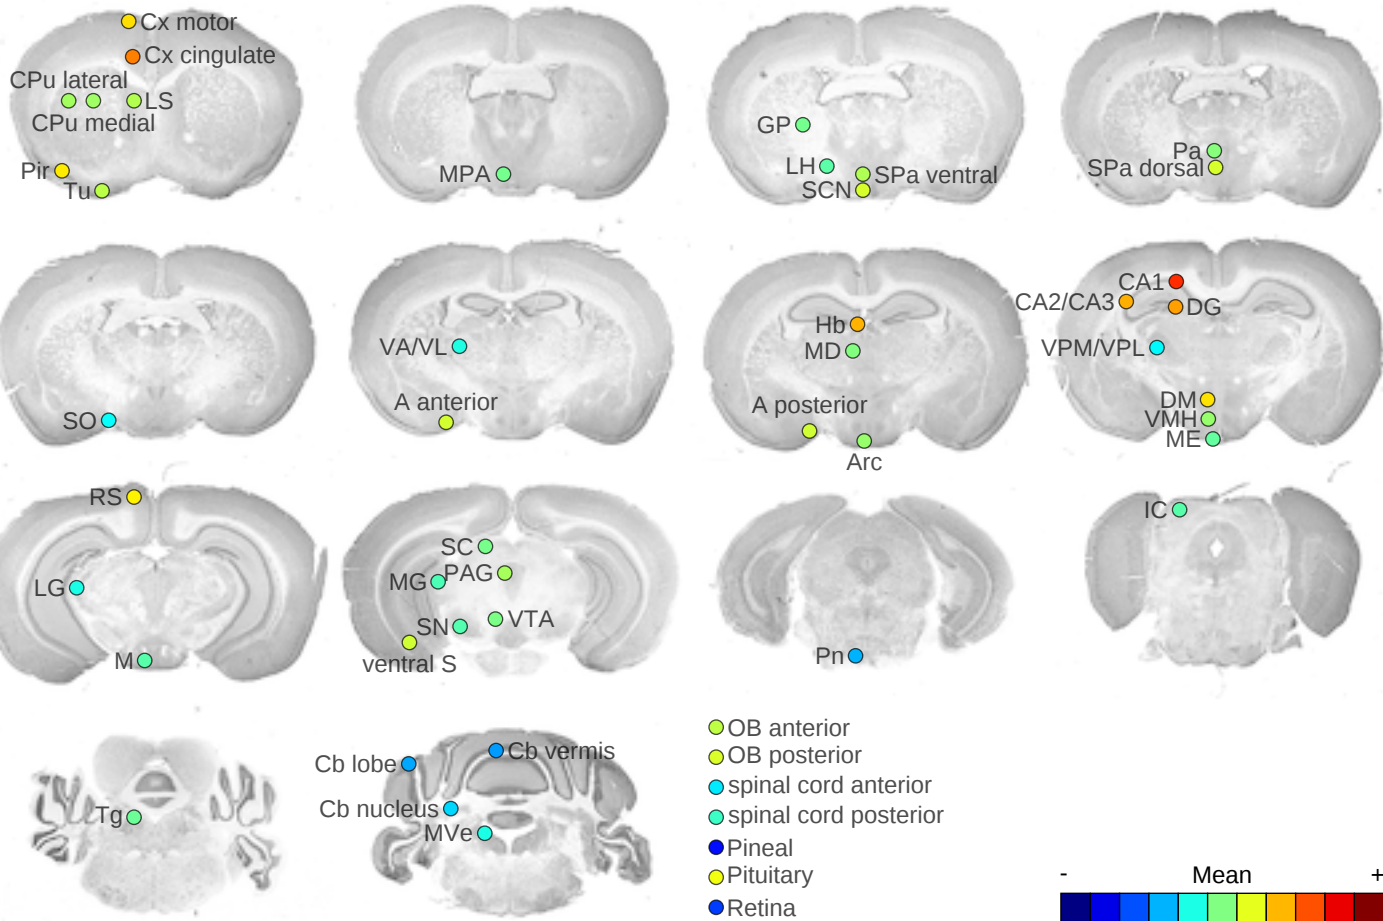 Cx motor
Cx cingulate
CPu lateral
LS
CPu medial
Pir
Tu
MPA
GP
LH
SPa ventral
SCN
Pa
SPa dorsal
SO
VA/VL
A anterior
Hb
MD
A posterior
Arc
CA1
CA2/CA3
DG
VPM/VPL
DM
VMH
ME
RS
LG
M
SC
PAG
MG
VTA
SN
ventral S
Pn
IC
Tg
Cb vermis
Cb lobe
Cb nucleus
MVe
OB anterior
OB posterior
spinal cord anterior
spinal cord posterior
Pineal
Pituitary
Retina
- Mean +